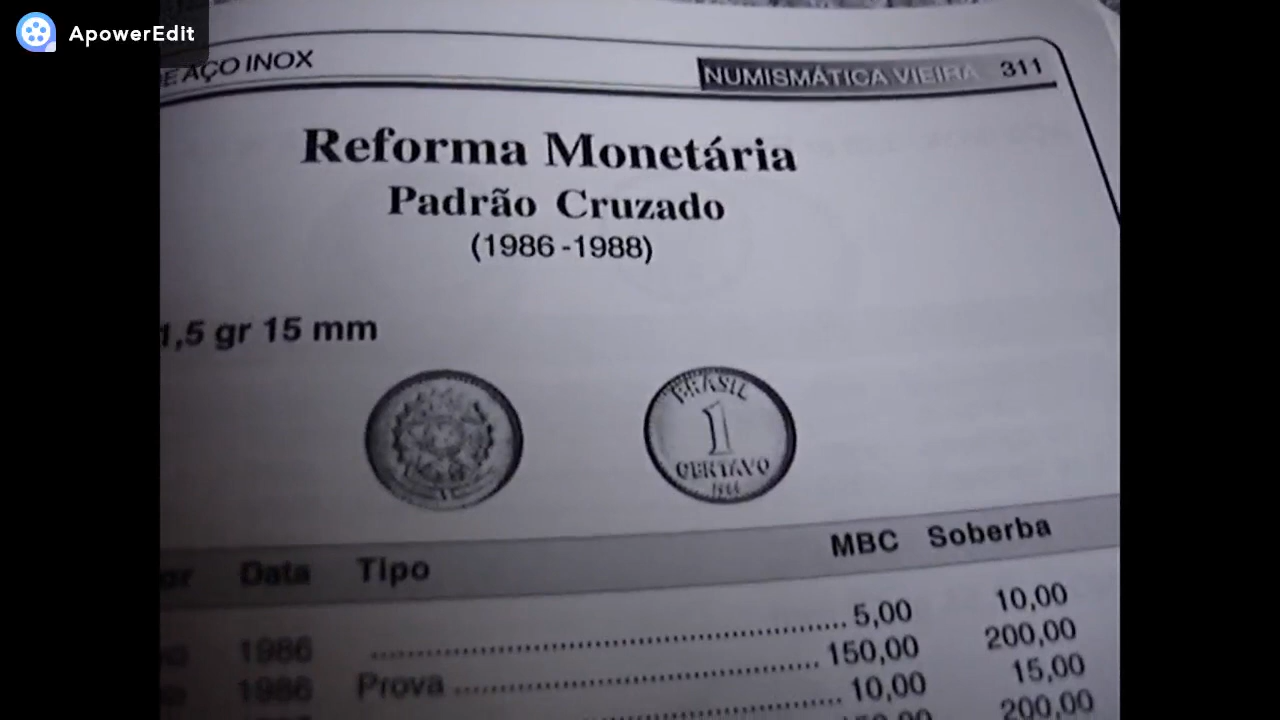 ApowerEdit
E AÇO INOX
NUMISMÁTICA VIEIRA 311
Reforma Monetária
Padrão Cruzado
(1986 -1988)
1,5 gr 15 mm
BRASIL
1
CENTAVO
or Data Tipo MBC Soberba
1986 ........ 5,00 10,00
1986 Prova ........ 150,00 200,00
........ 10,00 15,00
200,00